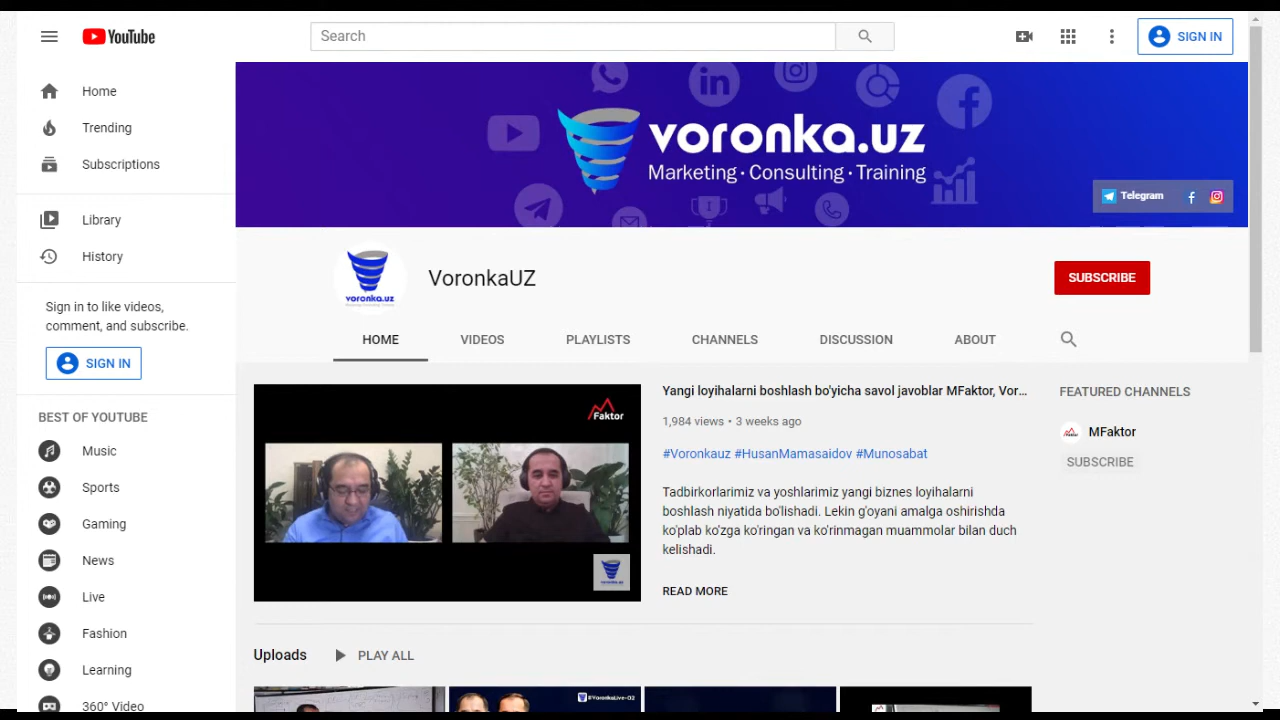 YouTube
Search
SIGN IN
Home
Trending
Subscriptions
Library
History
Sign in to like videos,
comment, and subscribe.
SIGN IN
BEST OF YOUTUBE
Music
Sports
Gaming
News
Live
Fashion
Learning
360° Video
voronka.uz
Marketing · Consulting · Training
Telegram
voronka.uz
VoronkaUZ
SUBSCRIBE
HOME
VIDEOS
PLAYLISTS
CHANNELS
DISCUSSION
ABOUT
Faktor
Yangi loyihalarni boshlash bo'yicha savol javoblar MFaktor, Vor...
1,984 views • 3 weeks ago
#Voronkauz #HusanMamasaidov #Munosabat
Tadbirkorlarimiz va yoshlarimiz yangi biznes loyihalarni
boshlash niyatida bo'lishadi. Lekin g'oyani amalga oshirishda
ko'plab ko'zga ko'ringan va ko'rinmagan muammolar bilan duch
kelishadi.
READ MORE
FEATURED CHANNELS
MFaktor
SUBSCRIBE
Uploads
PLAY ALL
#VoronkaLive-02